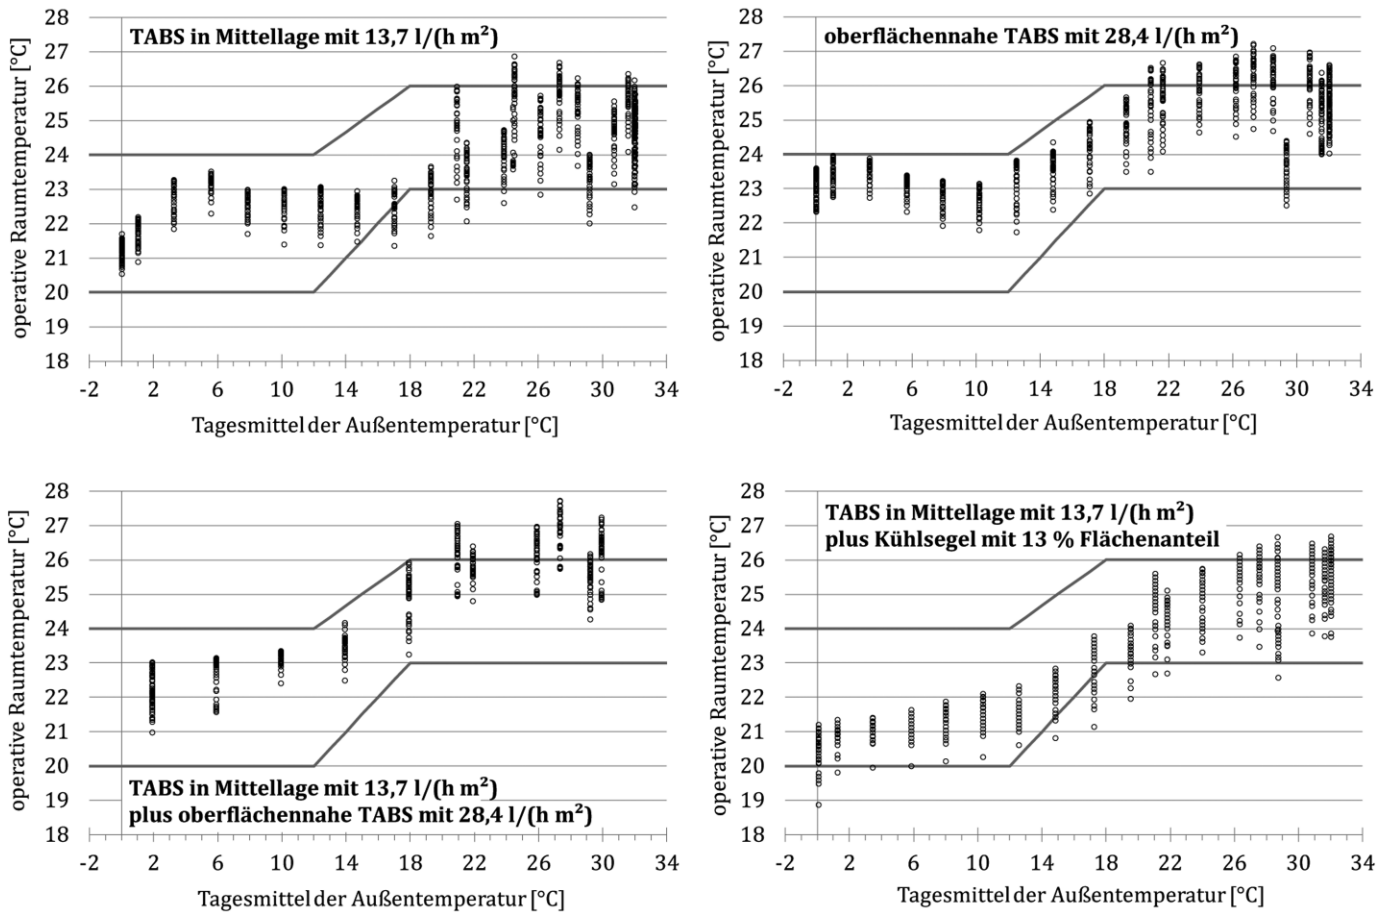 TABS in Mittellage mit 13,7 l/(h m²)
operative Raumtemperatur [°C]
28
27
26
25
24
23
22
21
20
19
18
-2 2 6 10 14 18 22 26 30 34
Tagesmittel der Außentemperatur [°C]
oberflächennahe TABS mit 28,4 l/(h m²)
operative Raumtemperatur [°C]
28
27
26
25
24
23
22
21
20
19
18
-2 2 6 10 14 18 22 26 30 34
Tagesmittel der Außentemperatur [°C]
operative Raumtemperatur [°C]
28
27
26
25
24
23
22
21
20
19
18
TABS in Mittellage mit 13,7 l/(h m²)
plus oberflächennahe TABS mit 28,4 l/(h m²)
-2 2 6 10 14 18 22 26 30 34
Tagesmittel der Außentemperatur [°C]
TABS in Mittellage mit 13,7 l/(h m²)
plus Kühlsegel mit 13 % Flächenanteil
operative Raumtemperatur [°C]
28
27
26
25
24
23
22
21
20
19
18
-2 2 6 10 14 18 22 26 30 34
Tagesmittel der Außentemperatur [°C]